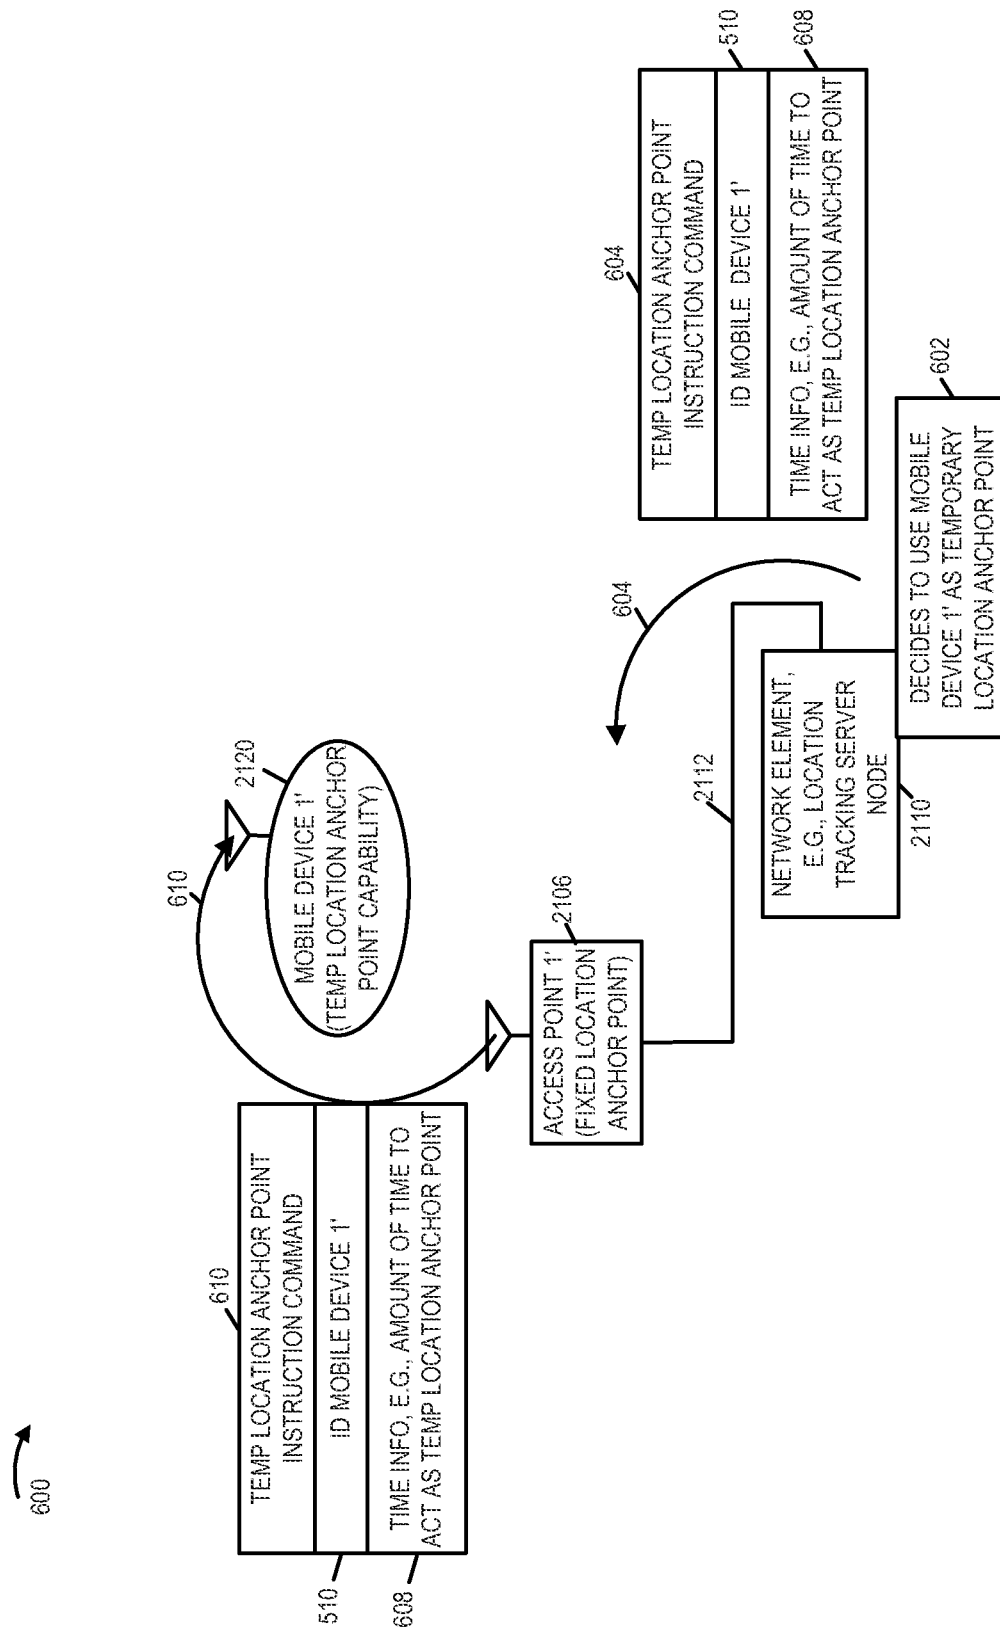 600
610
TEMP LOCATION ANCHOR POINT
INSTRUCTION COMMAND
510
ID MOBILE DEVICE 1'
608
TIME INFO, E.G., AMOUNT OF TIME TO
ACT AS TEMP LOCATION ANCHOR POINT
610
2120
MOBILE DEVICE 1'
(TEMP LOCATION ANCHOR
POINT CAPABILITY)
2106
ACCESS POINT 1'
(FIXED LOCATION
ANCHOR POINT)
2112
604
NETWORK ELEMENT,
E.G., LOCATION
TRACKING SERVER
NODE
2110
602
DECIDES TO USE MOBILE
DEVICE 1' AS TEMPORARY
LOCATION ANCHOR POINT
604
TEMP LOCATION ANCHOR POINT
INSTRUCTION COMMAND
510
ID MOBILE DEVICE 1'
608
TIME INFO, E.G., AMOUNT OF TIME TO
ACT AS TEMP LOCATION ANCHOR POINT